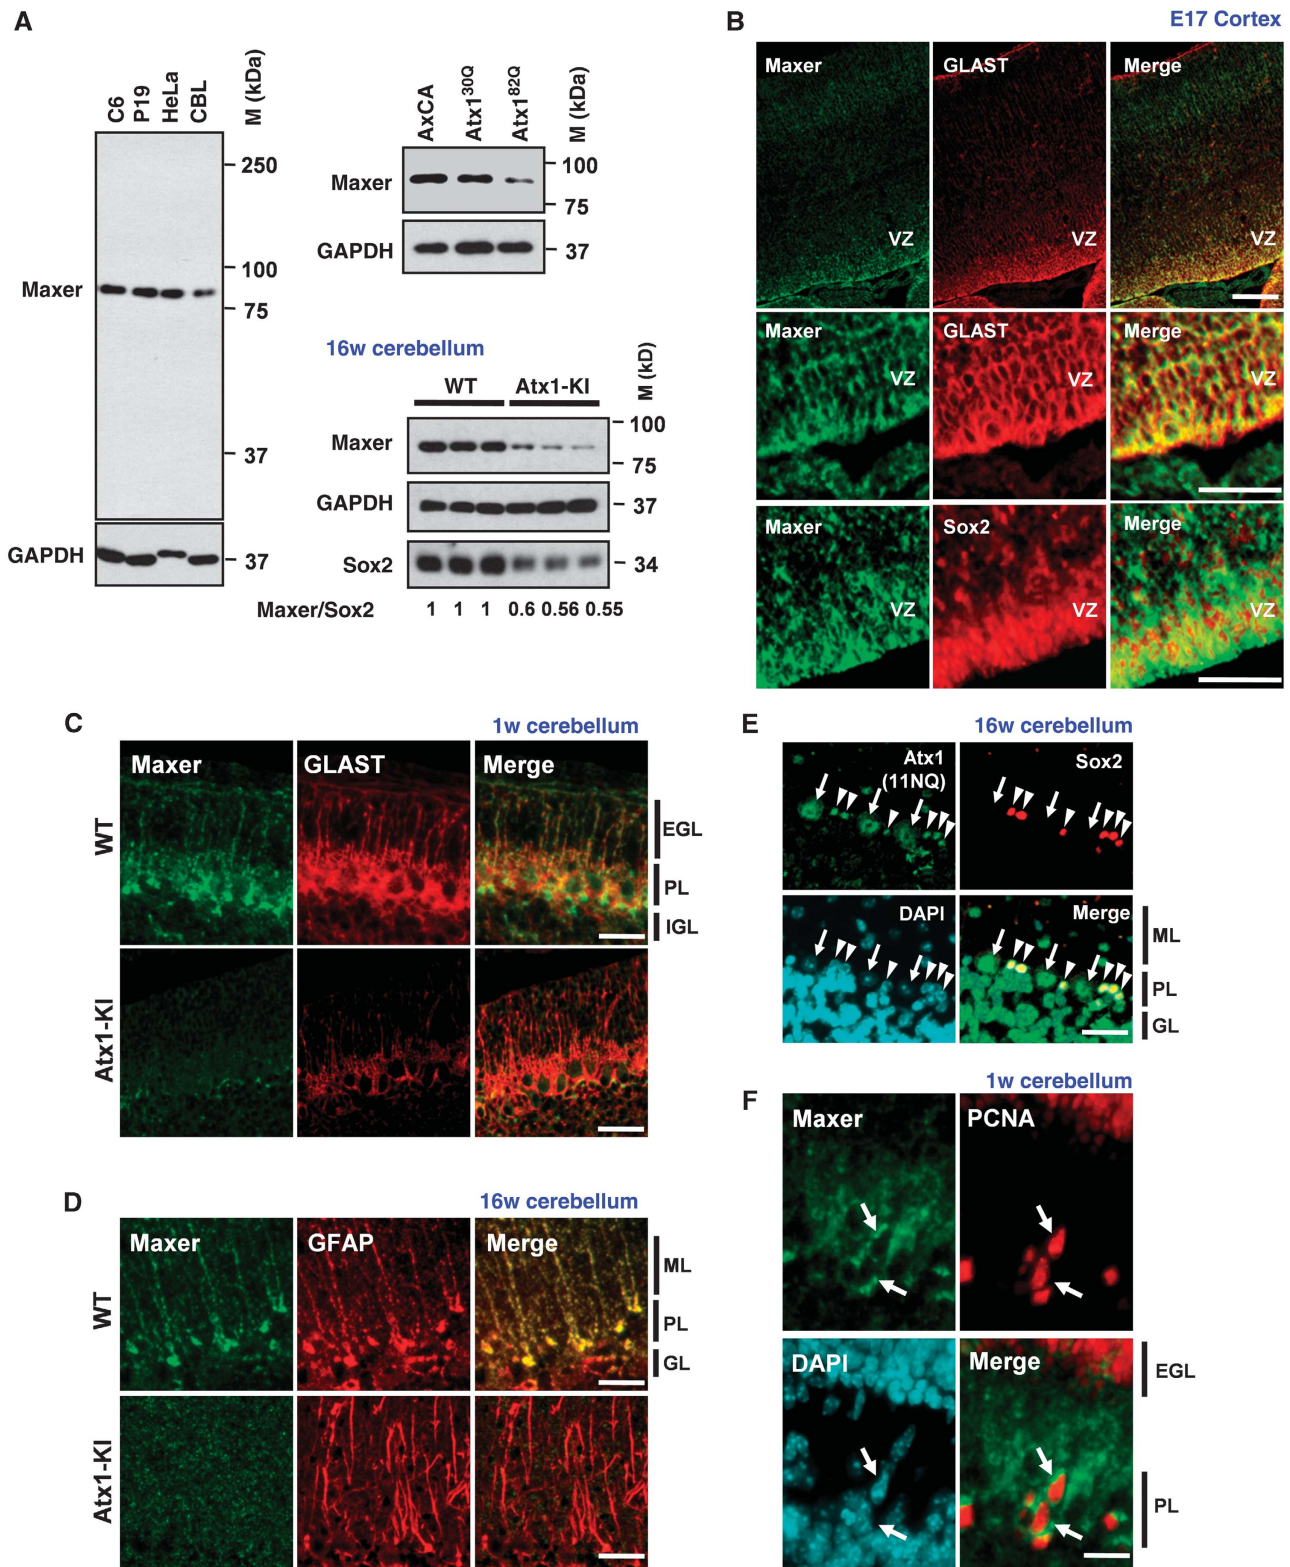 A
C6 P19 HeLa CBL M (kDa)
250
100
Maxer
75
37
GAPDH
37
AxCA Atx130Q Atx182Q M (kDa)
100
Maxer
75
GAPDH
37
16w cerebellum
WT Atx1-KI M (kD)
100
Maxer
75
GAPDH
37
Sox2
34
Maxer/Sox2 1 1 1 0.6 0.56 0.55
B
E17 Cortex
Maxer GLAST Merge
VZ VZ VZ
Maxer GLAST Merge
VZ VZ VZ
Maxer Sox2 Merge
VZ VZ VZ
C
1w cerebellum
Maxer GLAST Merge
WT
EGL
PL
IGL
Atx1-KI
D
16w cerebellum
Maxer GFAP Merge
WT
ML
PL
GL
Atx1-KI
E
16w cerebellum
Atx1
(11NQ)
Sox2
DAPI Merge
ML
PL
GL
F
1w cerebellum
Maxer PCNA
DAPI Merge
EGL
PL